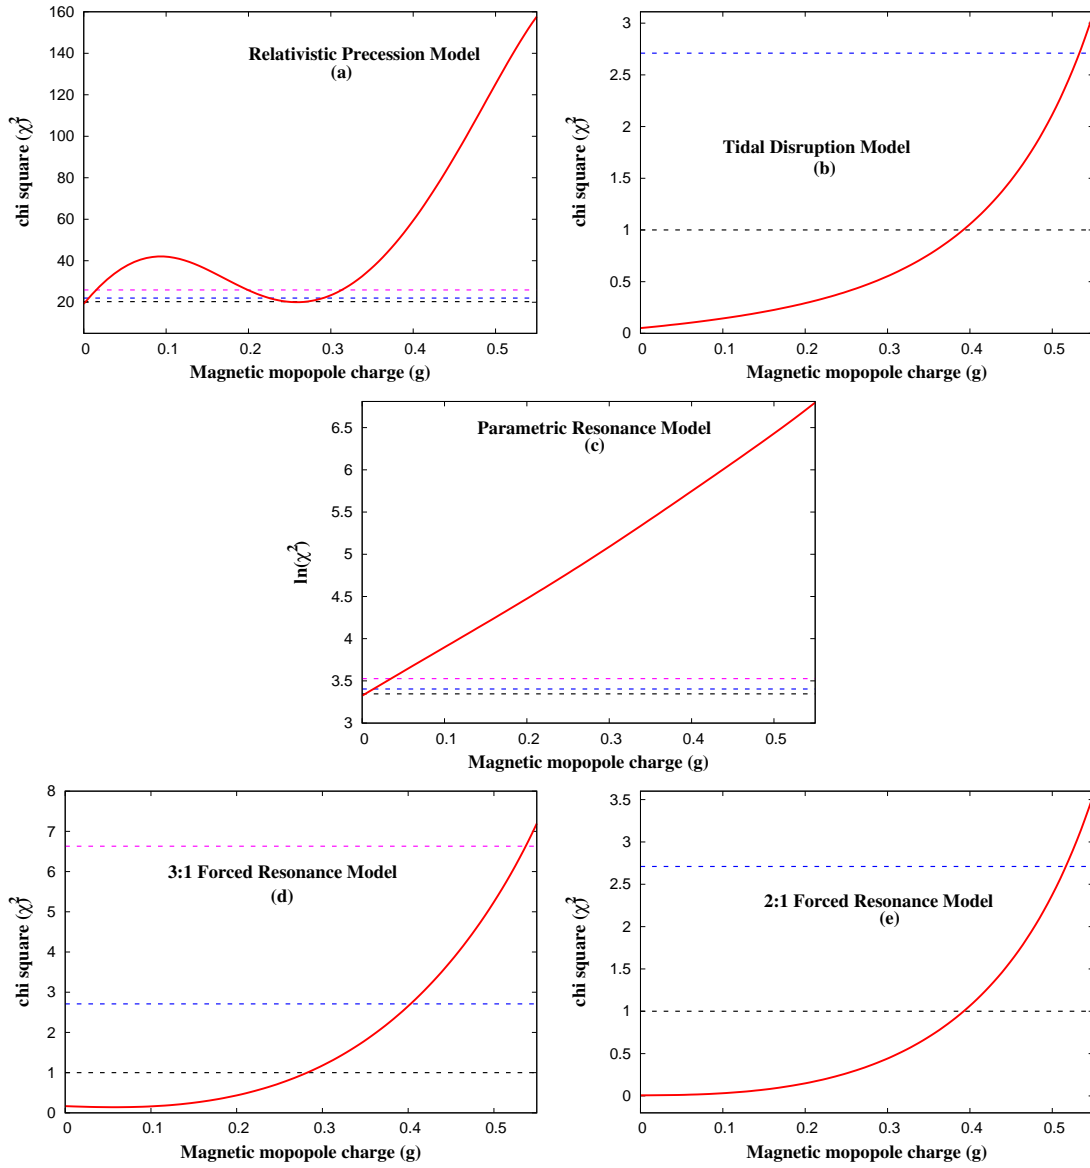 160
140
120
100
80
60
40
20
chi square (χ²)
Relativistic Precession Model
(a)
0 0.1 0.2 0.3 0.4 0.5
Magnetic mopopole charge (g)
3
2.5
2
1.5
1
0.5
0
chi square (χ²)
Tidal Disruption Model
(b)
0 0.1 0.2 0.3 0.4 0.5
Magnetic mopopole charge (g)
6.5
6
5.5
5
4.5
4
3.5
3
ln(χ²)
Parametric Resonance Model
(c)
0 0.1 0.2 0.3 0.4 0.5
Magnetic mopopole charge (g)
8
7
6
5
4
3
2
1
0
chi square (χ²)
3:1 Forced Resonance Model
(d)
0 0.1 0.2 0.3 0.4 0.5
Magnetic mopopole charge (g)
3.5
3
2.5
2
1.5
1
0.5
0
chi square (χ²)
2:1 Forced Resonance Model
(e)
0 0.1 0.2 0.3 0.4 0.5
Magnetic mopopole charge (g)